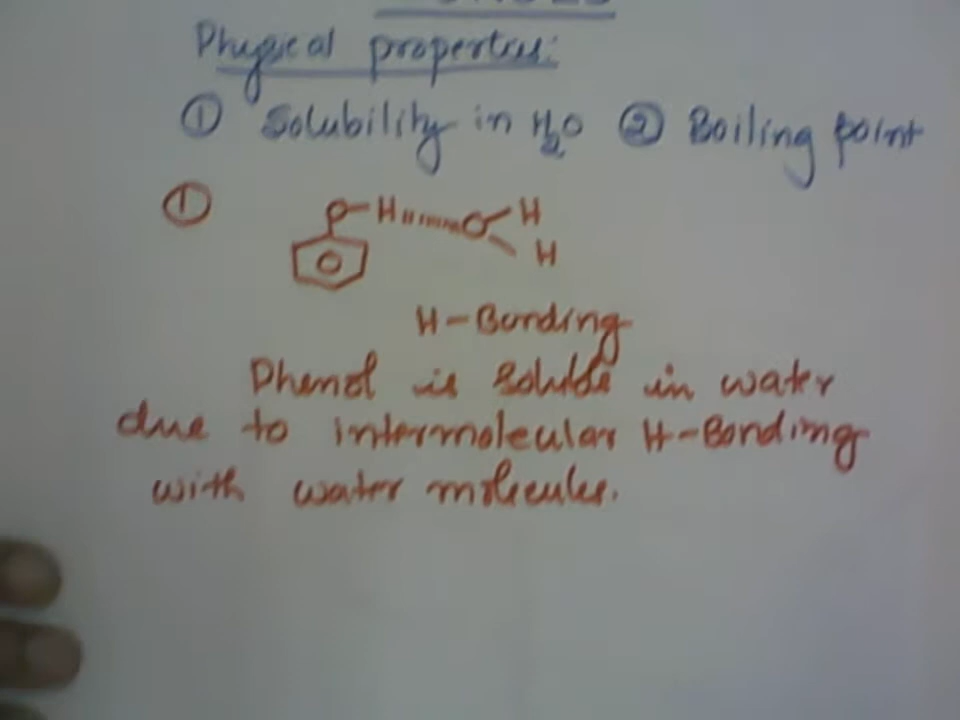 Physical properties:
① Solubility in H2O ② Boiling point
①
O-H O H
H
H-Bonding
Phenol is soluble in water
due to intermolecular H-Bonding
with water molecules.